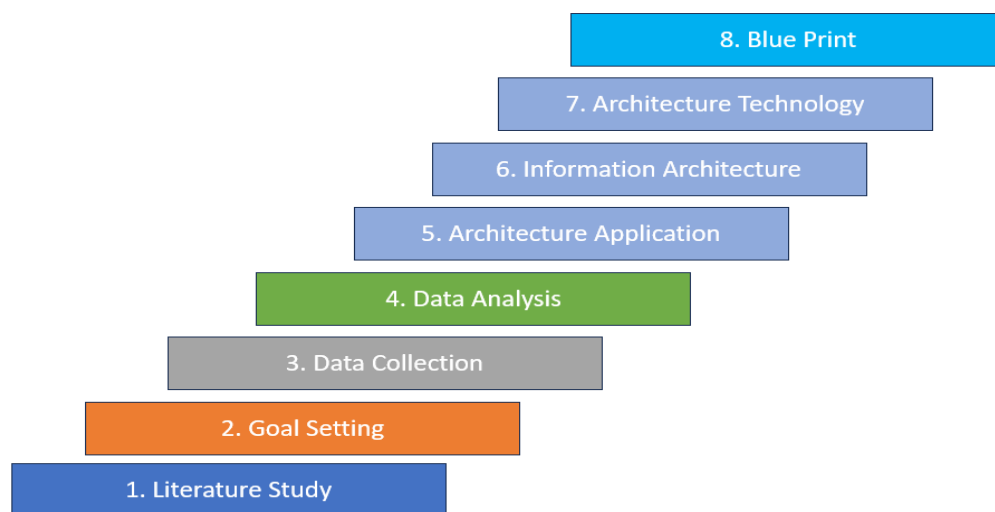 8. Blue Print
7. Architecture Technology
6. Information Architecture
5. Architecture Application
4. Data Analysis
3. Data Collection
2. Goal Setting
1. Literature Study